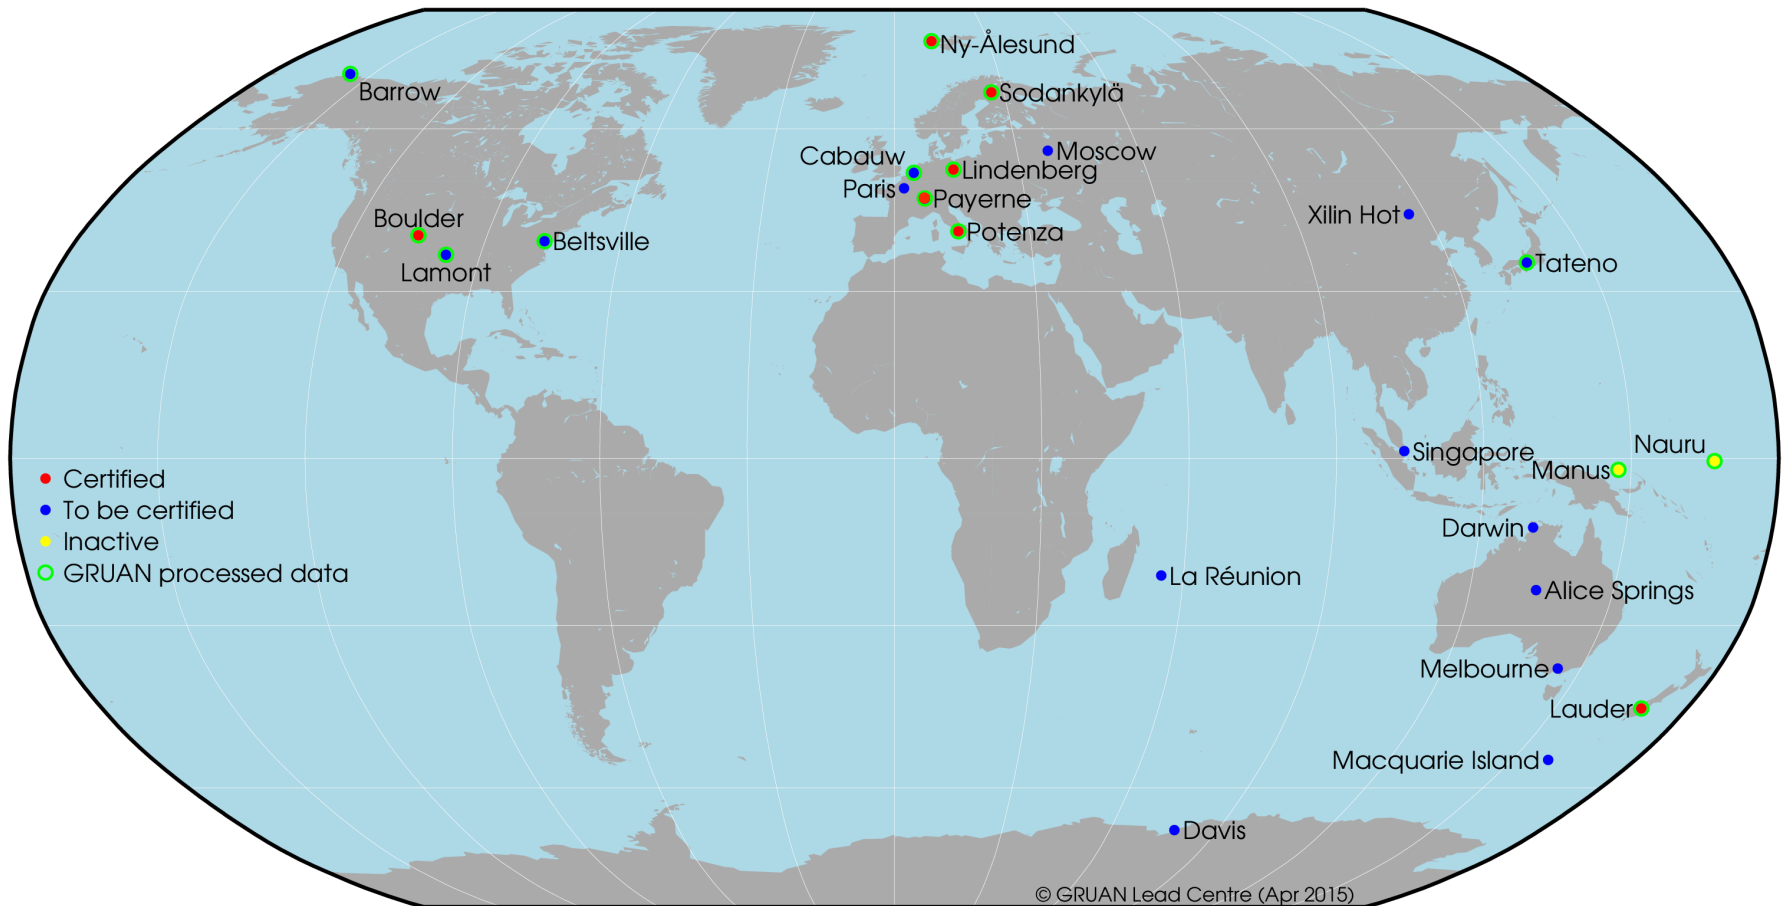 Ny-Ålesund
Barrow
Sodankylä
Cabauw
Moscow
Lindenberg
Paris
Payerne
Boulder
Xilin Hot
Potenza
Beltsville
Lamont
Tateno
Nauru
Singapore
Manus
Certified
To be certified
Inactive
GRUAN processed data
Darwin
La Réunion
Alice Springs
Melbourne
Lauder
Macquarie Island
Davis
© GRUAN Lead Centre (Apr 2015)